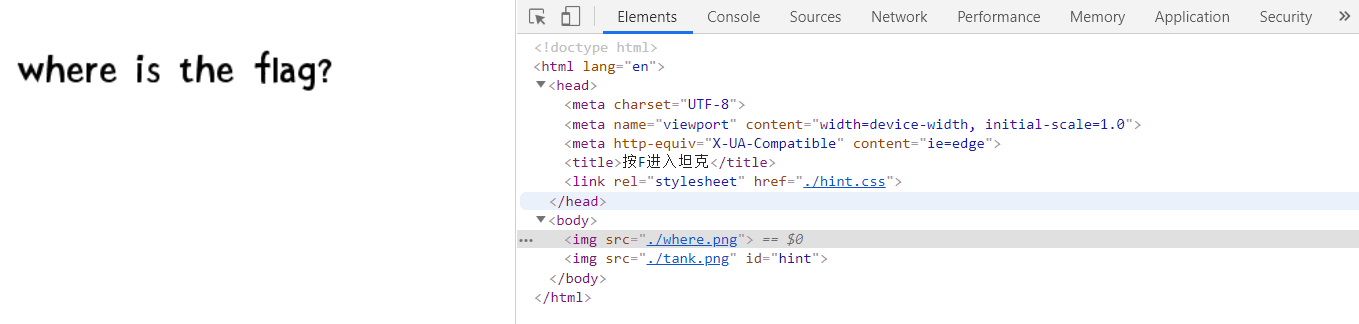 where is the flag?
Elements Console Sources Network Performance Memory Application Security »
<!doctype html>
<html lang="en">
<head>
<meta charset="UTF-8">
<meta name="viewport" content="width=device-width, initial-scale=1.0">
<meta http-equiv="X-UA-Compatible" content="ie=edge">
<title>按F进入坦克</title>
<link rel="stylesheet" href="./hint.css">
</head>
<body>
<img src="./where.png"> == $0
<img src="./tank.png" id="hint">
</body>
</html>